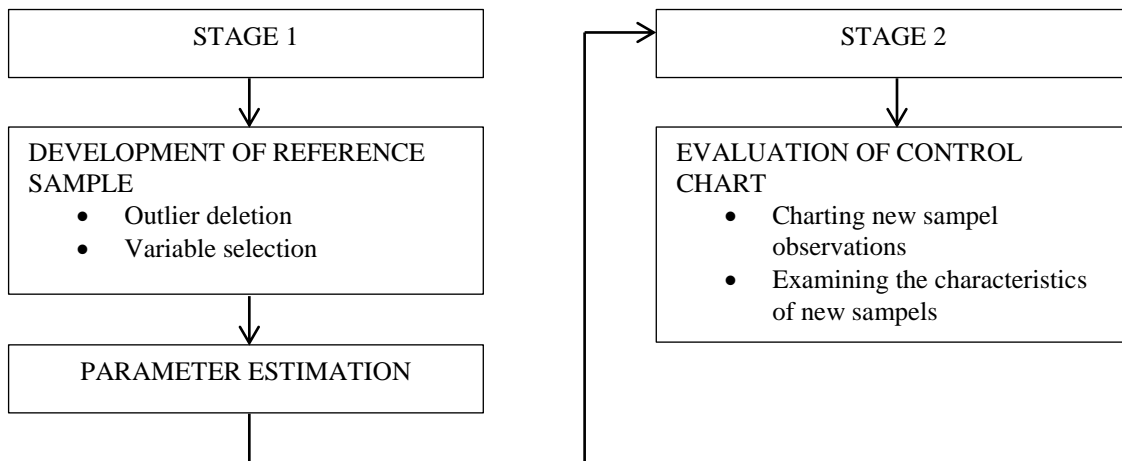 STAGE 1
DEVELOPMENT OF REFERENCE
SAMPLE
• Outlier deletion
• Variable selection
PARAMETER ESTIMATION
STAGE 2
EVALUATION OF CONTROL
CHART
• Charting new sampel
observations
• Examining the characteristics
of new sampels